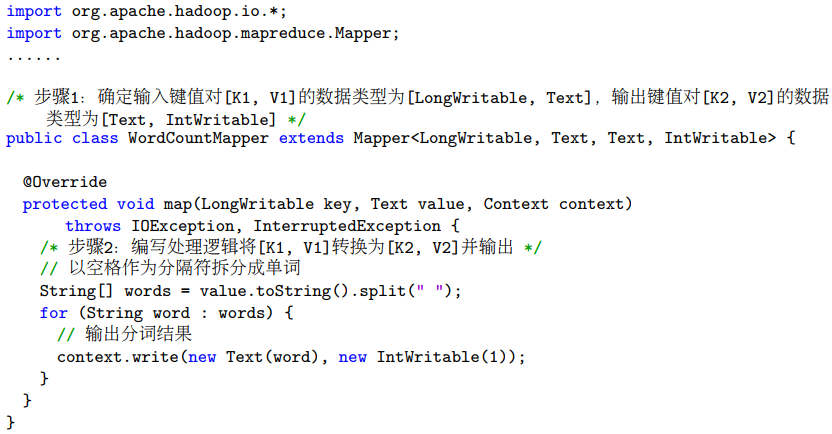 import org.apache.hadoop.io.*;
import org.apache.hadoop.mapreduce.Mapper;
......
/* 步骤1: 确定输入键值对[K1, V1]的数据类型为[LongWritable, Text], 输出键值对[K2, V2]的数据
类型为[Text, IntWritable] */
public class WordCountMapper extends Mapper<LongWritable, Text, Text, IntWritable> {
@Override
protected void map(LongWritable key, Text value, Context context)
throws IOException, InterruptedException {
/* 步骤2: 编写处理逻辑将[K1, V1]转换为[K2, V2]并输出 */
// 以空格作为分隔符拆分成单词
String[] words = value.toString().split(" ");
for (String word : words) {
// 输出分词结果
context.write(new Text(word), new IntWritable(1));
}
}
}